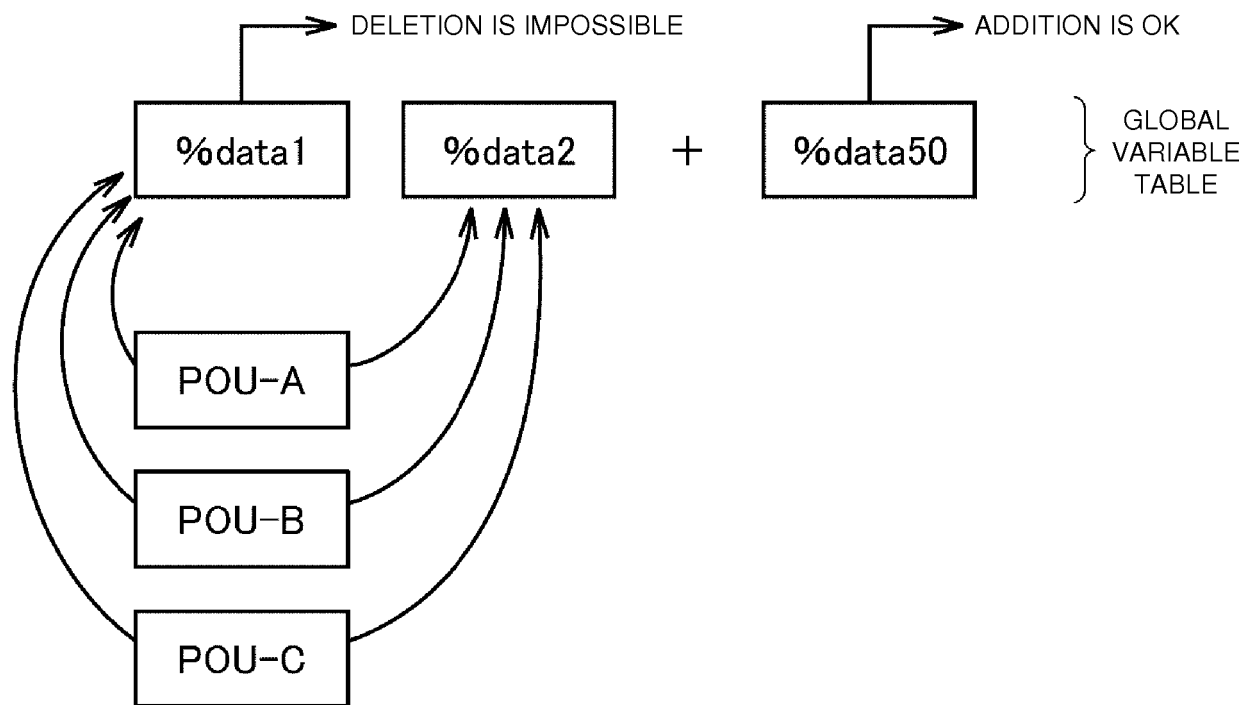 DELETION IS IMPOSSIBLE
ADDITION IS OK
%data1
%data2
+
%data50
GLOBAL
VARIABLE
TABLE
POU-A
POU-B
POU-C